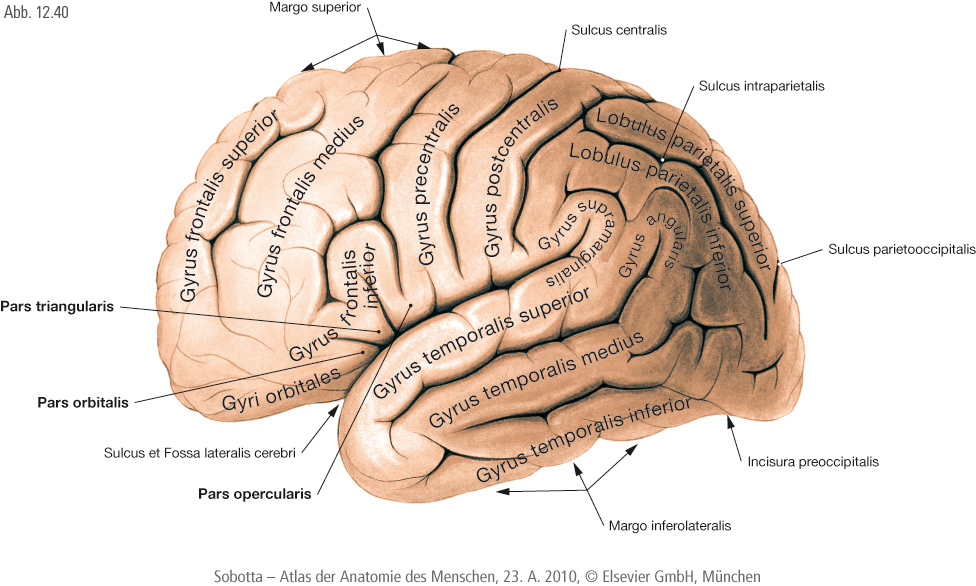 Abb. 12.40
Margo superior
Sulcus centralis
Sulcus intraparietalis
Gyrus frontalis superior
Gyrus frontalis medius
Gyrus precentralis
Gyrus postcentralis
Lobulus parietalis superior
Lobulus parietalis inferior
Gyrus supramarginalis
Gyrus angularis
Sulcus parietooccipitalis
Gyrus frontalis
inferior
Pars triangularis
Gyrus temporalis superior
Gyrus temporalis medius
Gyri orbitales
Pars orbitalis
Gyrus temporalis inferior
Sulcus et Fossa lateralis cerebri
Incisura preoccipitalis
Pars opercularis
Margo inferolateralis
Sobotta – Atlas der Anatomie des Menschen, 23. A. 2010, © Elsevier GmbH, München